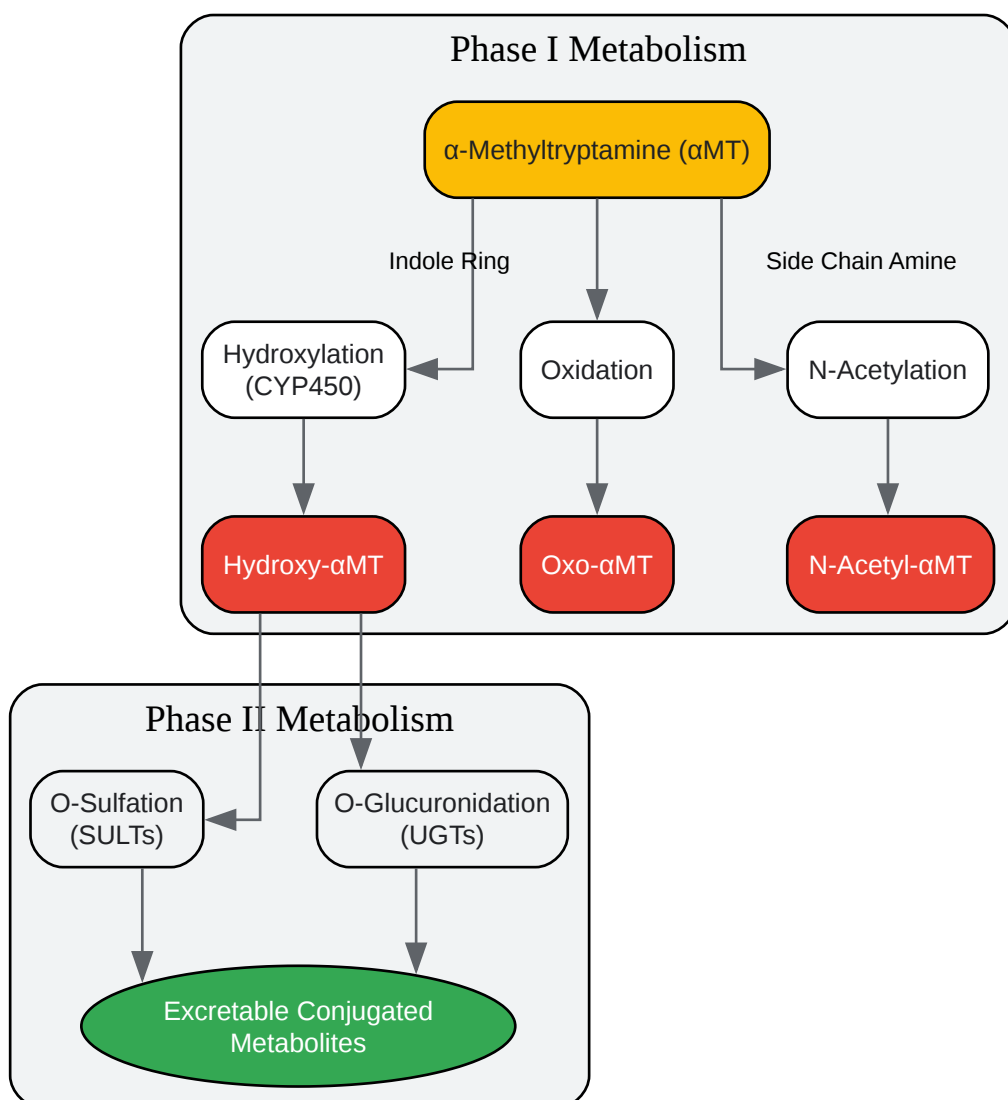 Phase I Metabolism
α-Methyltryptamine (αMT)
Indole Ring
Side Chain Amine
Hydroxylation
(CYP450)
Oxidation
N-Acetylation
Hydroxy-αMT
Oxo-αMT
N-Acetyl-αMT
Phase II Metabolism
O-Sulfation
(SULTs)
O-Glucuronidation
(UGTs)
Excretable Conjugated
Metabolites